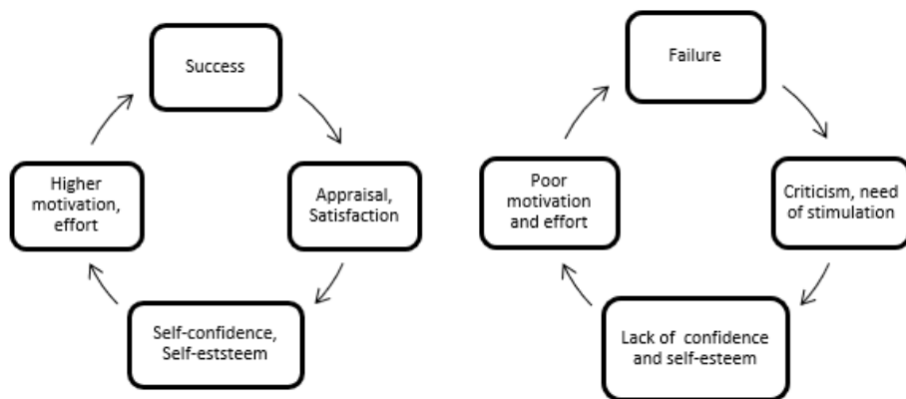 Success
Appraisal,
Satisfaction
Self-confidence,
Self-eststeem
Higher
motivation,
effort
Failure
Criticism, need
of stimulation
Lack of confidence
and self-esteem
Poor
motivation
and effort